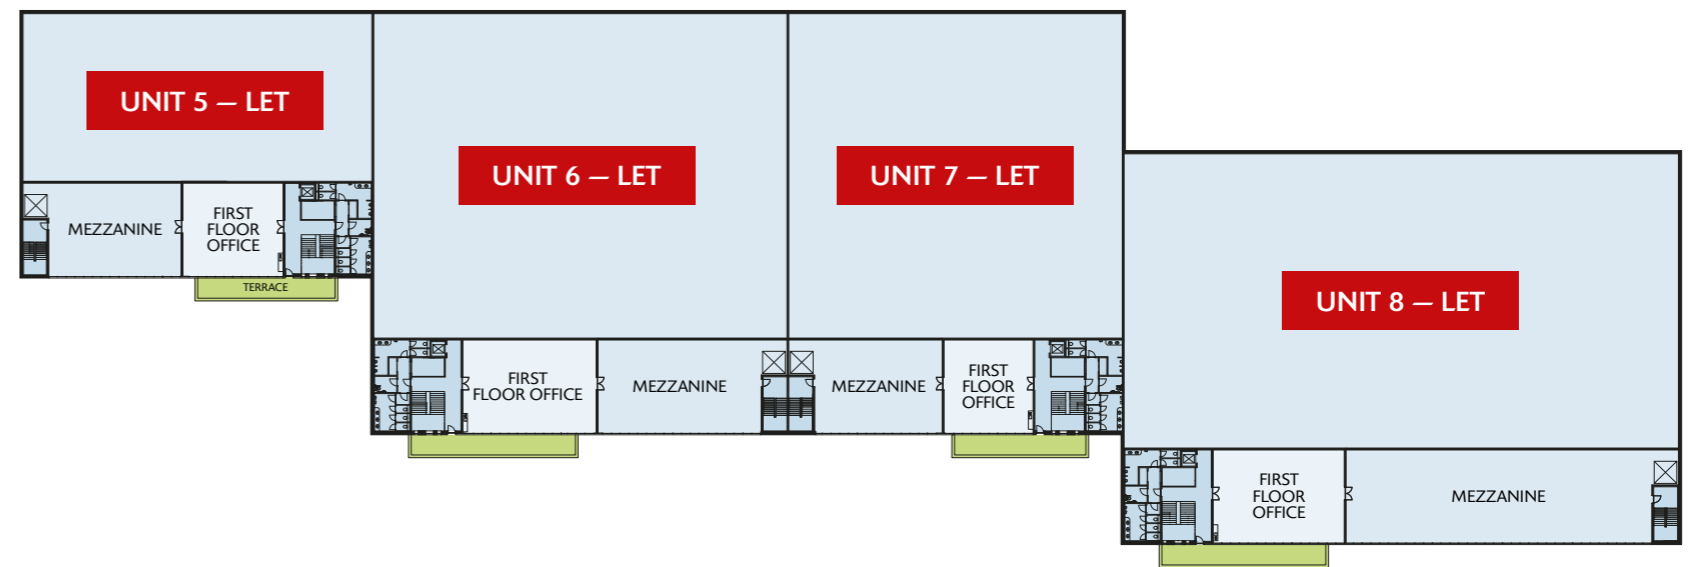 UNIT 5 — LET
UNIT 6 — LET
UNIT 7 — LET
UNIT 8 — LET
MEZZANINE
FIRST
FLOOR
OFFICE
TERRACE
FIRST
FLOOR OFFICE
MEZZANINE
MEZZANINE
FIRST
FLOOR
OFFICE
FIRST
FLOOR
OFFICE
MEZZANINE